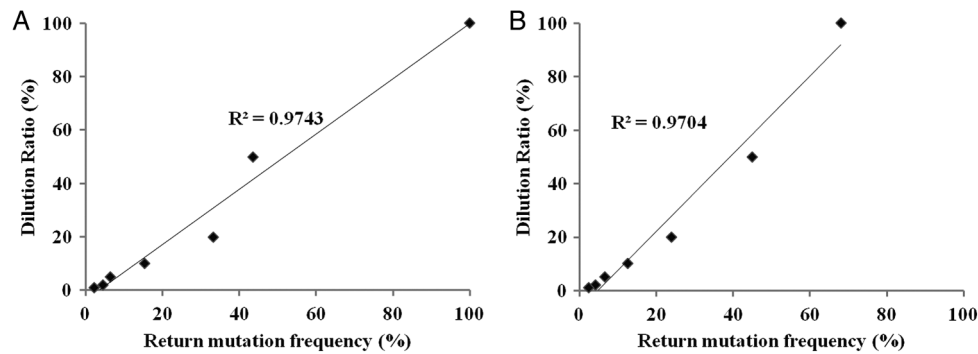 A
Dilution Ratio (%)
100
80
60
40
20
0
R² = 0.9743
0 20 40 60 80 100
Return mutation frequency (%)
B
Dilution Ratio (%)
100
80
60
40
20
0
R² = 0.9704
0 20 40 60 80 100
Return mutation frequency (%)